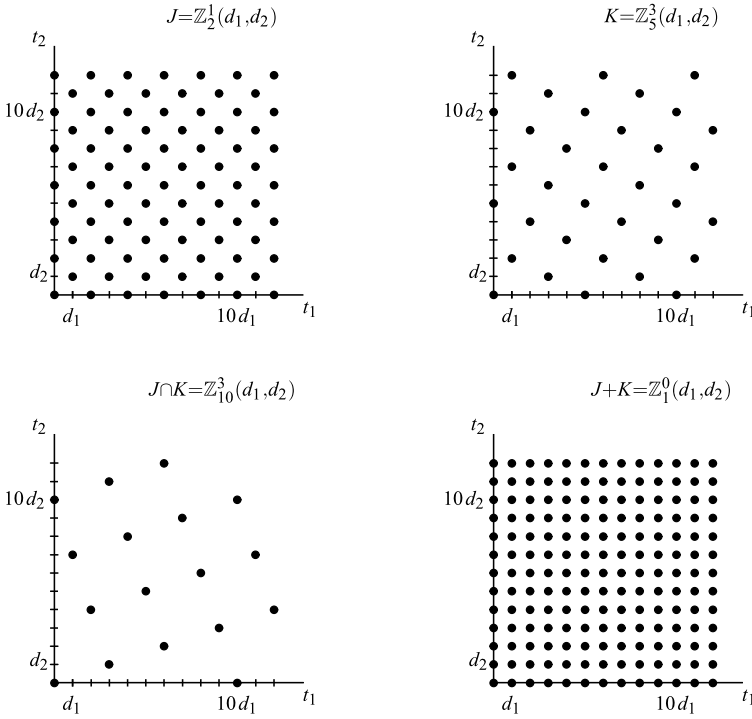 J=ℤ₂¹(d₁,d₂)
t₂
10d₂
d₂
d₁
10d₁
t₁
K=ℤ₅³(d₁,d₂)
t₂
10d₂
d₂
d₁
10d₁
t₁
J∩K=ℤ₁₀³(d₁,d₂)
t₂
10d₂
d₂
d₁
10d₁
t₁
J+K=ℤ₁⁰(d₁,d₂)
t₂
10d₂
d₂
d₁
10d₁
t₁